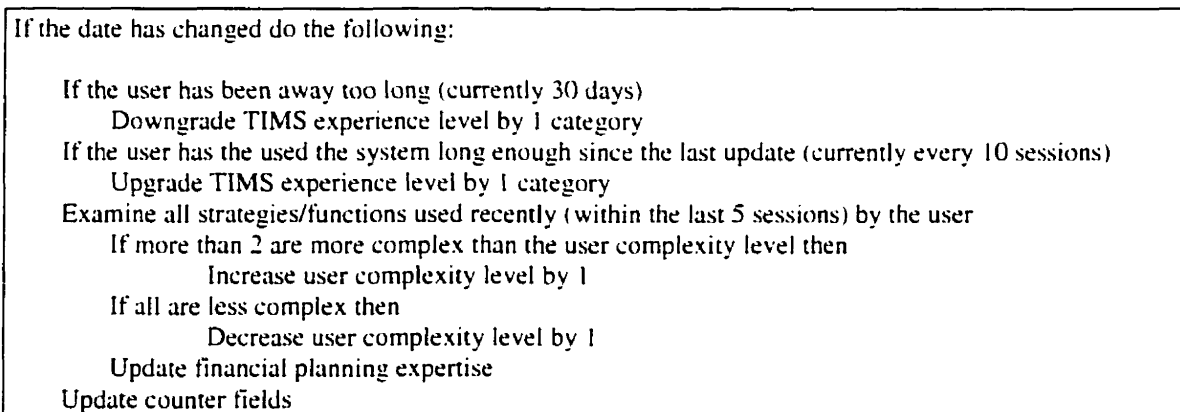 If the date has changed do the following:
If the user has been away too long (currently 30 days)
Downgrade TIMS experience level by 1 category
If the user has the used the system long enough since the last update (currently every 10 sessions)
Upgrade TIMS experience level by 1 category
Examine all strategies/functions used recently (within the last 5 sessions) by the user
If more than 2 are more complex than the user complexity level then
Increase user complexity level by 1
If all are less complex then
Decrease user complexity level by 1
Update financial planning expertise
Update counter fields